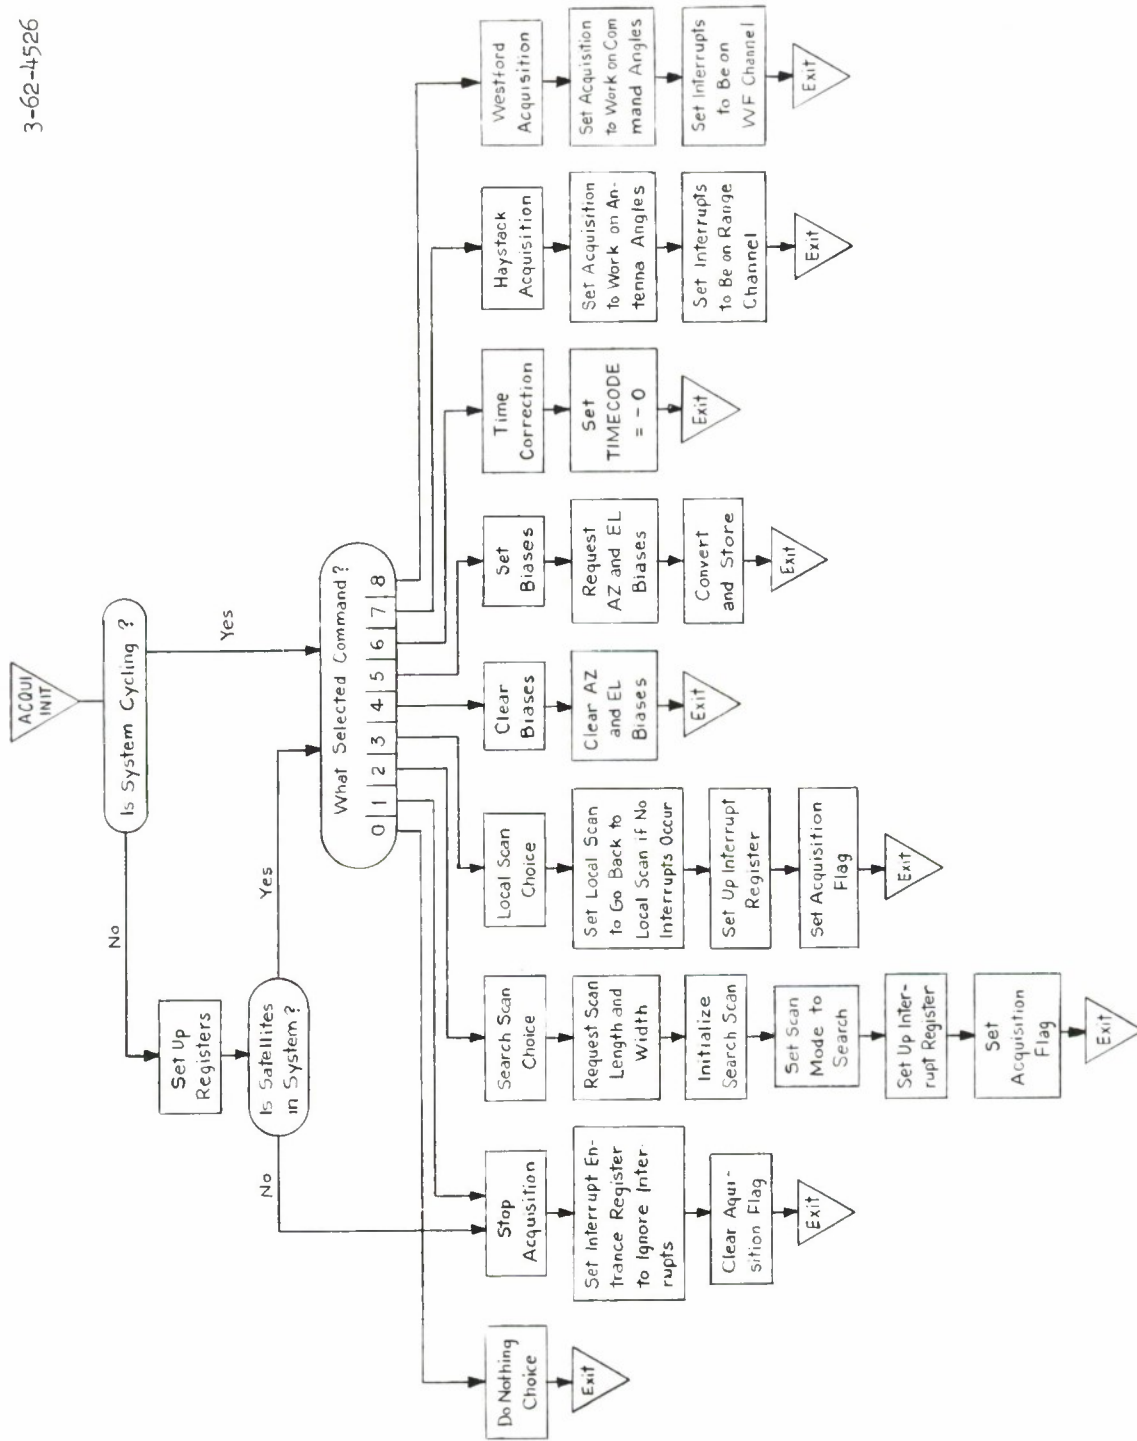 3-62-4526
ACQUI
INIT
Is System Cycling ?
No
Yes
Set Up
Registers
Is Satellites
in System ?
No
Yes
What Selected Command ?
0 1 2 3 4 5 6 7 8
Do Nothing
Choice
Exit
Stop
Acquisition
Set Interrupt En-
trance Register
to Ignore Inter-
rupts
Clear Aqui-
sition Flag
Exit
Search Scan
Choice
Request Scan
Length and
Width
Initialize
Search Scan
Set Scan
Mode to
Search
Set Up Inter-
rupt Register
Set
Acquisition
Flag
Exit
Local Scan
Choice
Set Local Scan
to Go Back to
Local Scan if No
Interrupts Occur
Set Up Interrupt
Register
Set Acquisition
Flag
Exit
Clear
Biases
Clear AZ
and EL
Biases
Exit
Set
Biases
Request
AZ and EL
Biases
Convert
and Store
Exit
Time
Correction
Set
TIMECODE
= - 0
Exit
Haystack
Acquisition
Set Acquisition
to Work on An-
tenna Angles
Set Interrupts
to Be on Range
Channel
Exit
Westford
Acquisition
Set Acquisition
to Work on Com
mand Angles
Set Interrupts
to Be on
WF Channel
Exit